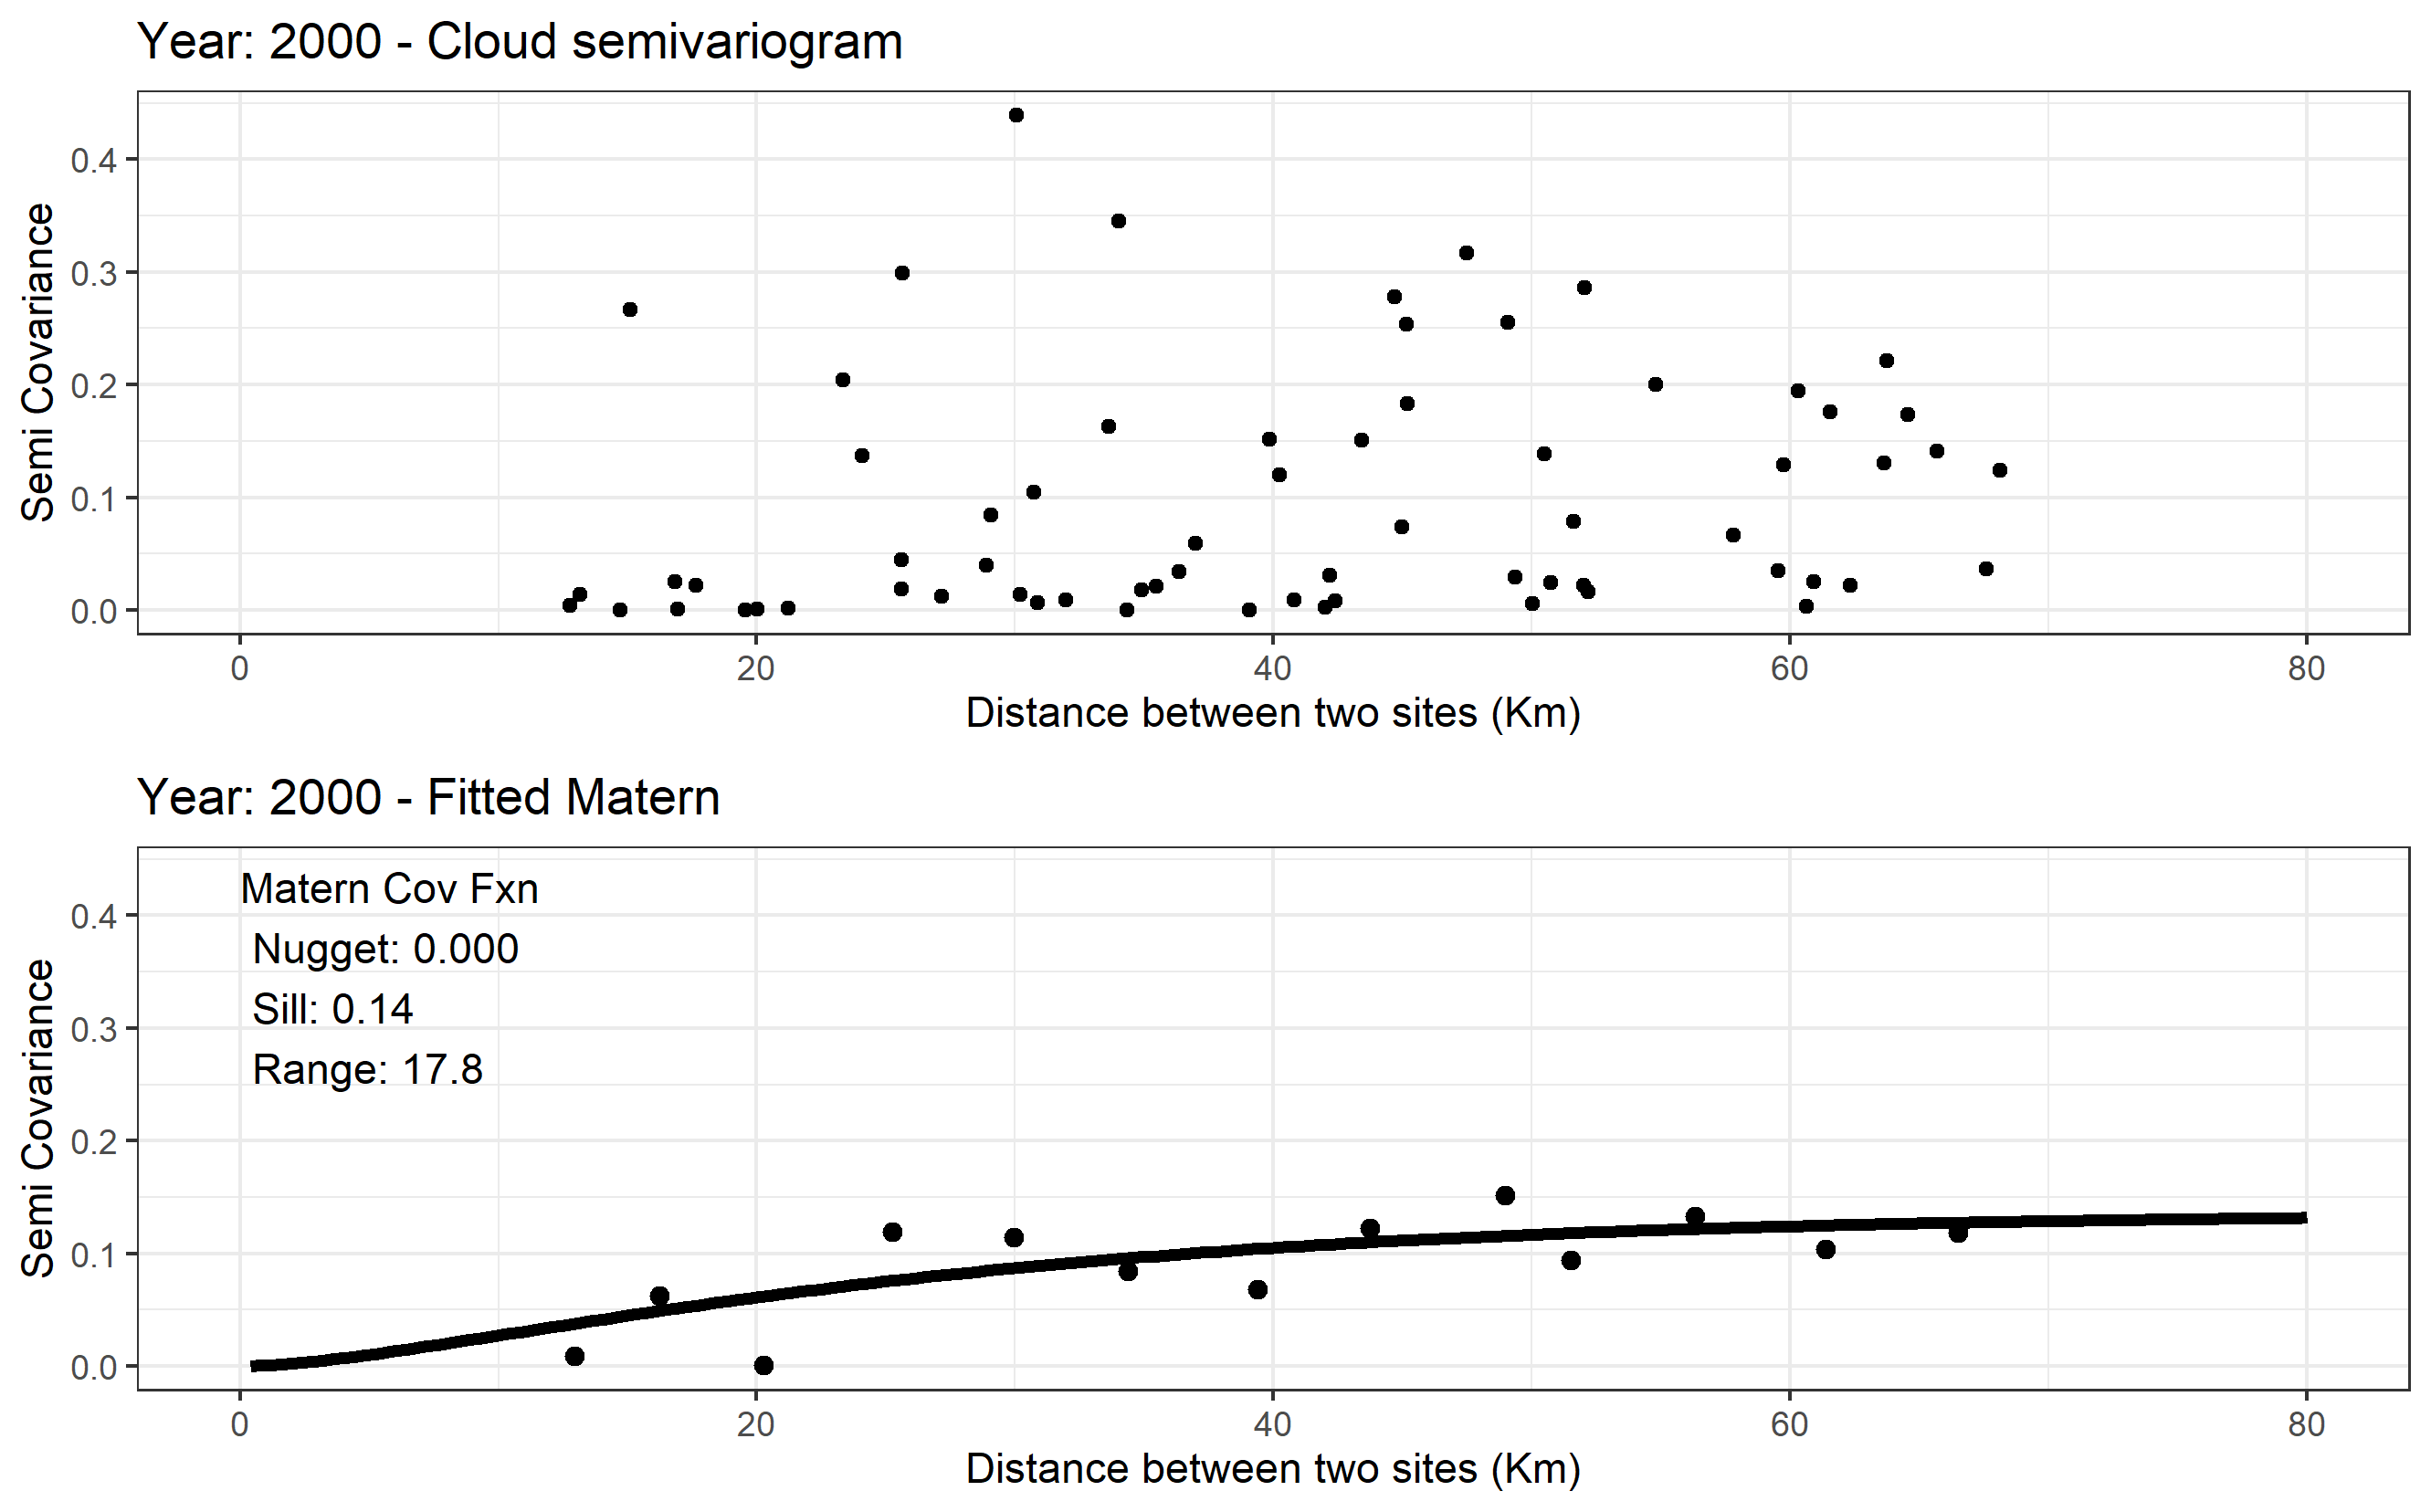 Year: 2000 - Cloud semivariogram
Semi Covariance
0.4
0.3
0.2
0.1
0.0
0 20 40 60 80
Distance between two sites (Km)
Year: 2000 - Fitted Matern
Semi Covariance
0.4
0.3
0.2
0.1
0.0
Matern Cov Fxn
Nugget: 0.000
Sill: 0.14
Range: 17.8
0 20 40 60 80
Distance between two sites (Km)